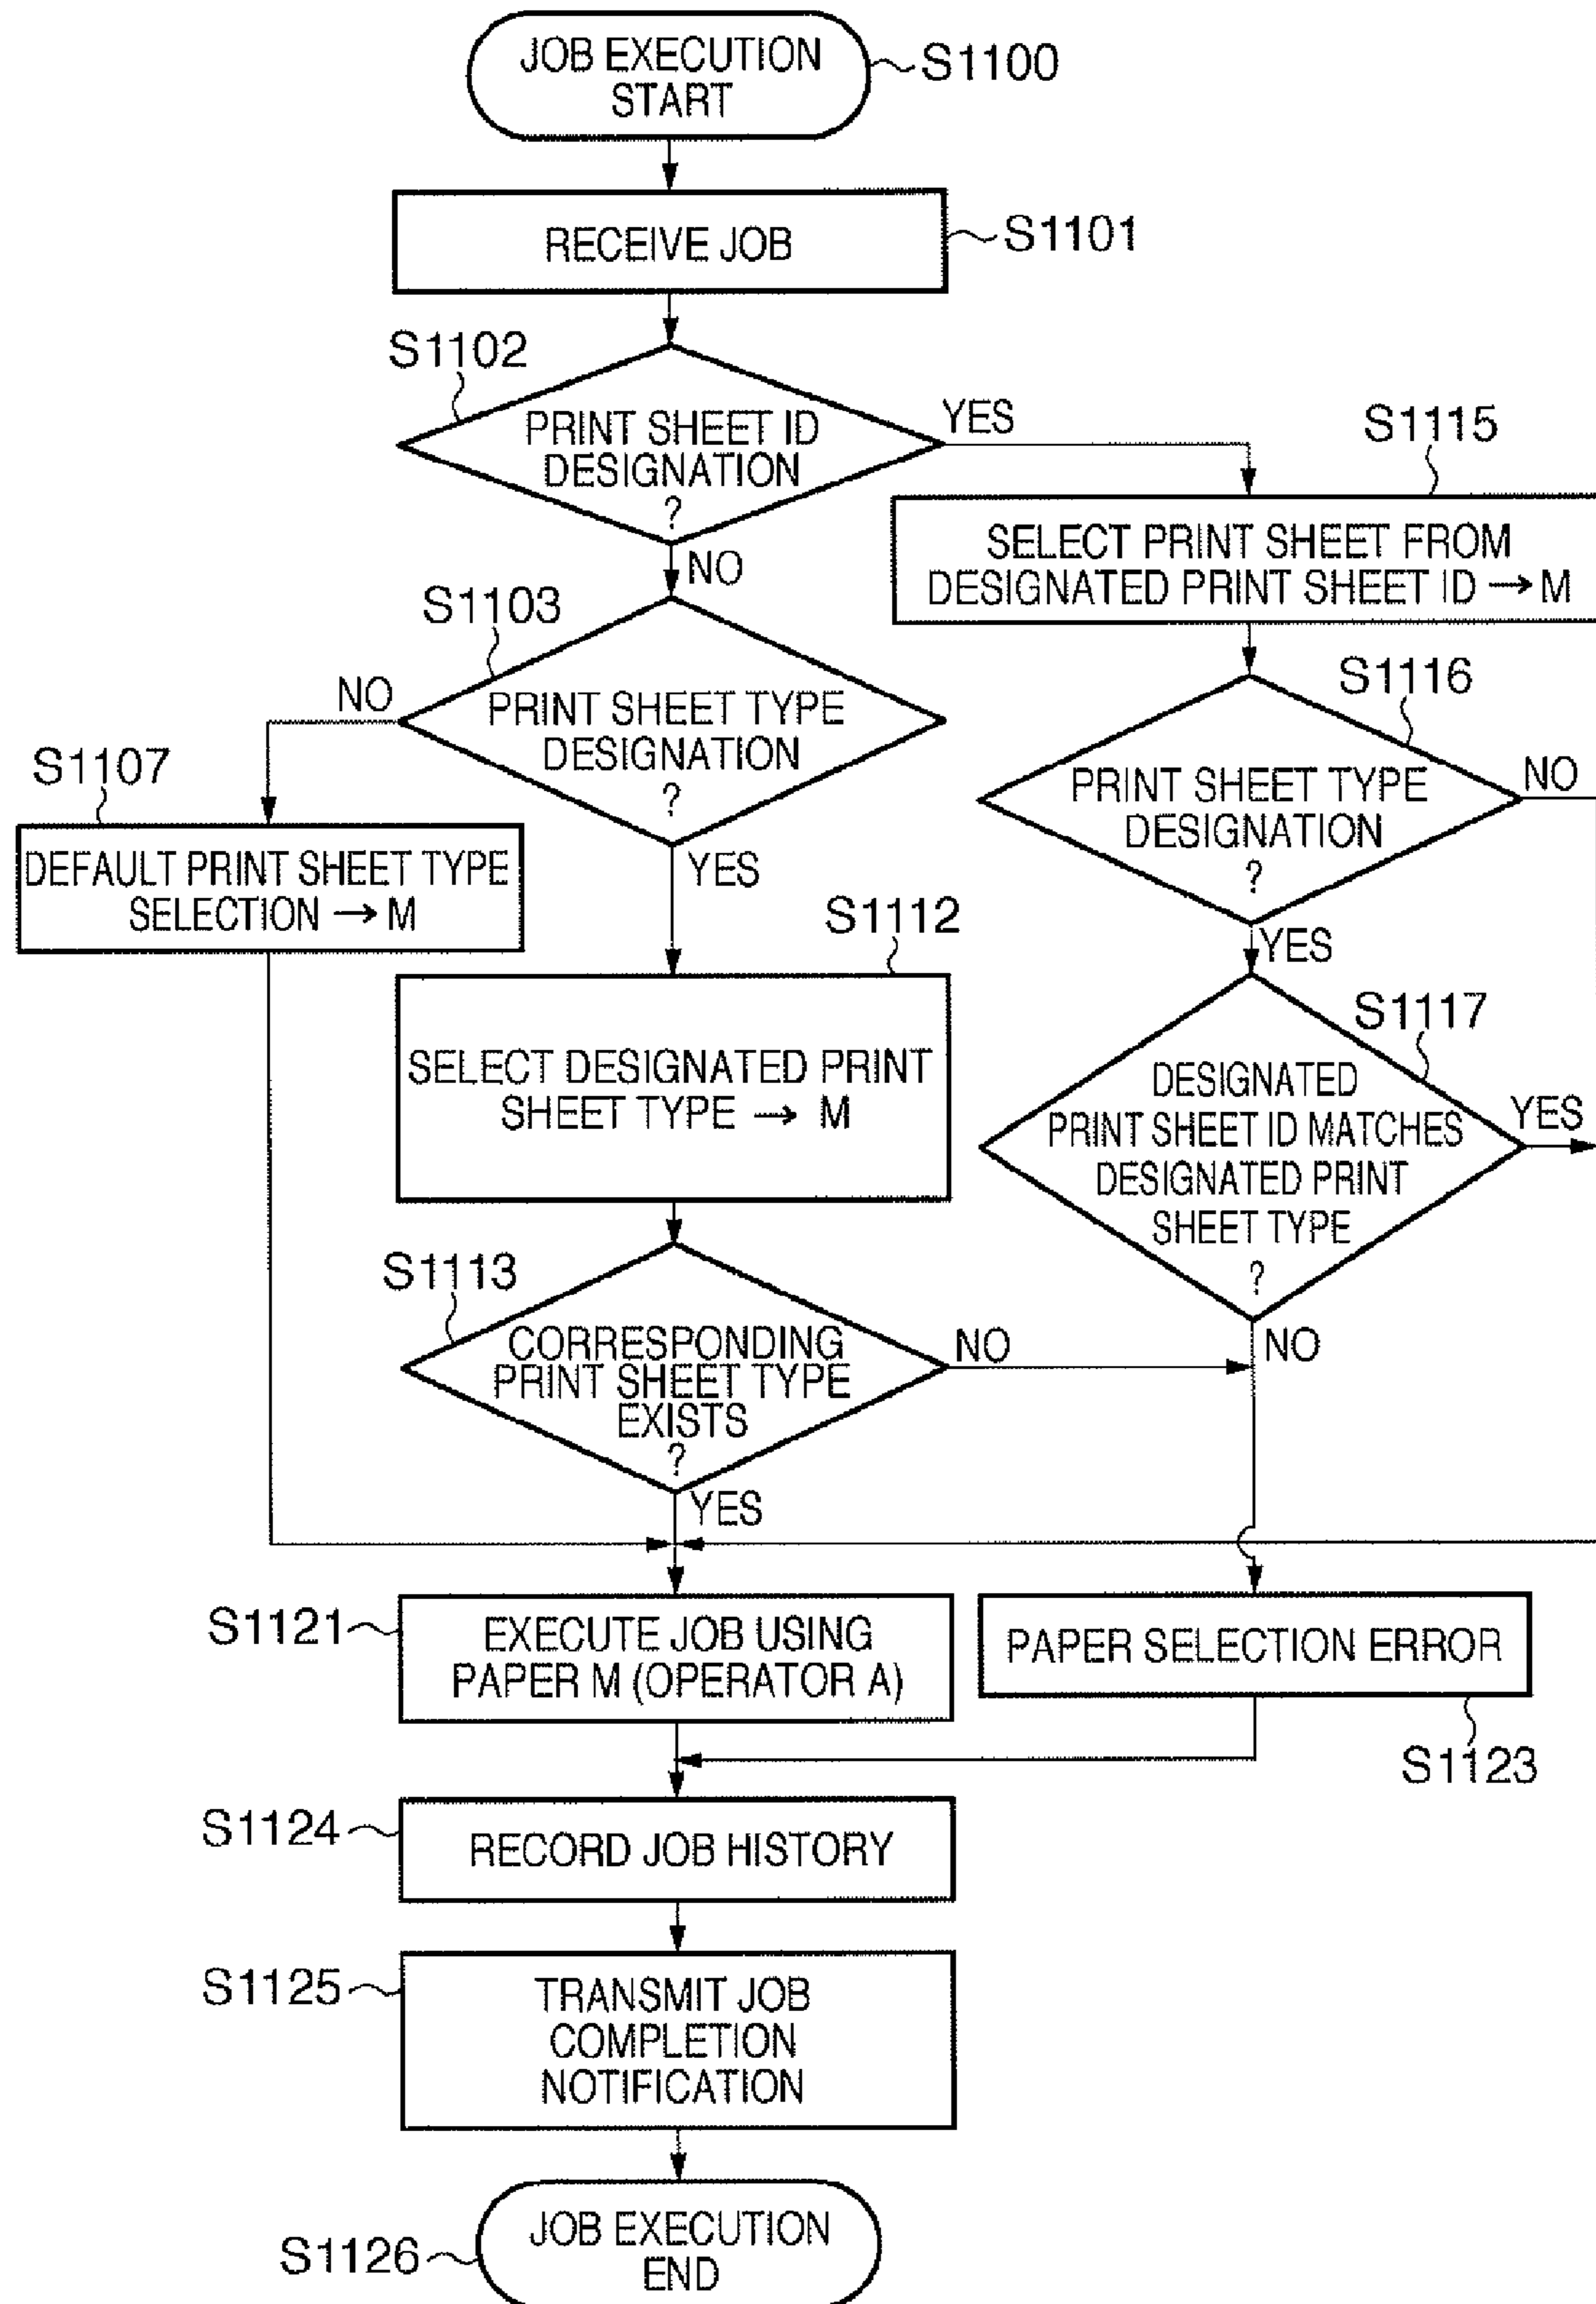 JOB EXECUTION
START
S1100
RECEIVE JOB
S1101
S1102
PRINT SHEET ID
DESIGNATION
?
YES
NO
S1115
SELECT PRINT SHEET FROM
DESIGNATED PRINT SHEET ID → M
S1103
PRINT SHEET TYPE
DESIGNATION
?
NO
YES
S1116
PRINT SHEET TYPE
DESIGNATION
?
NO
YES
S1107
DEFAULT PRINT SHEET TYPE
SELECTION → M
S1112
SELECT DESIGNATED PRINT
SHEET TYPE → M
S1117
DESIGNATED
PRINT SHEET ID MATCHES
DESIGNATED PRINT
SHEET TYPE
?
YES
NO
S1113
CORRESPONDING
PRINT SHEET TYPE
EXISTS
?
NO
YES
S1121
EXECUTE JOB USING
PAPER M (OPERATOR A)
PAPER SELECTION ERROR
S1123
S1124
RECORD JOB HISTORY
S1125
TRANSMIT JOB
COMPLETION
NOTIFICATION
S1126
JOB EXECUTION
END